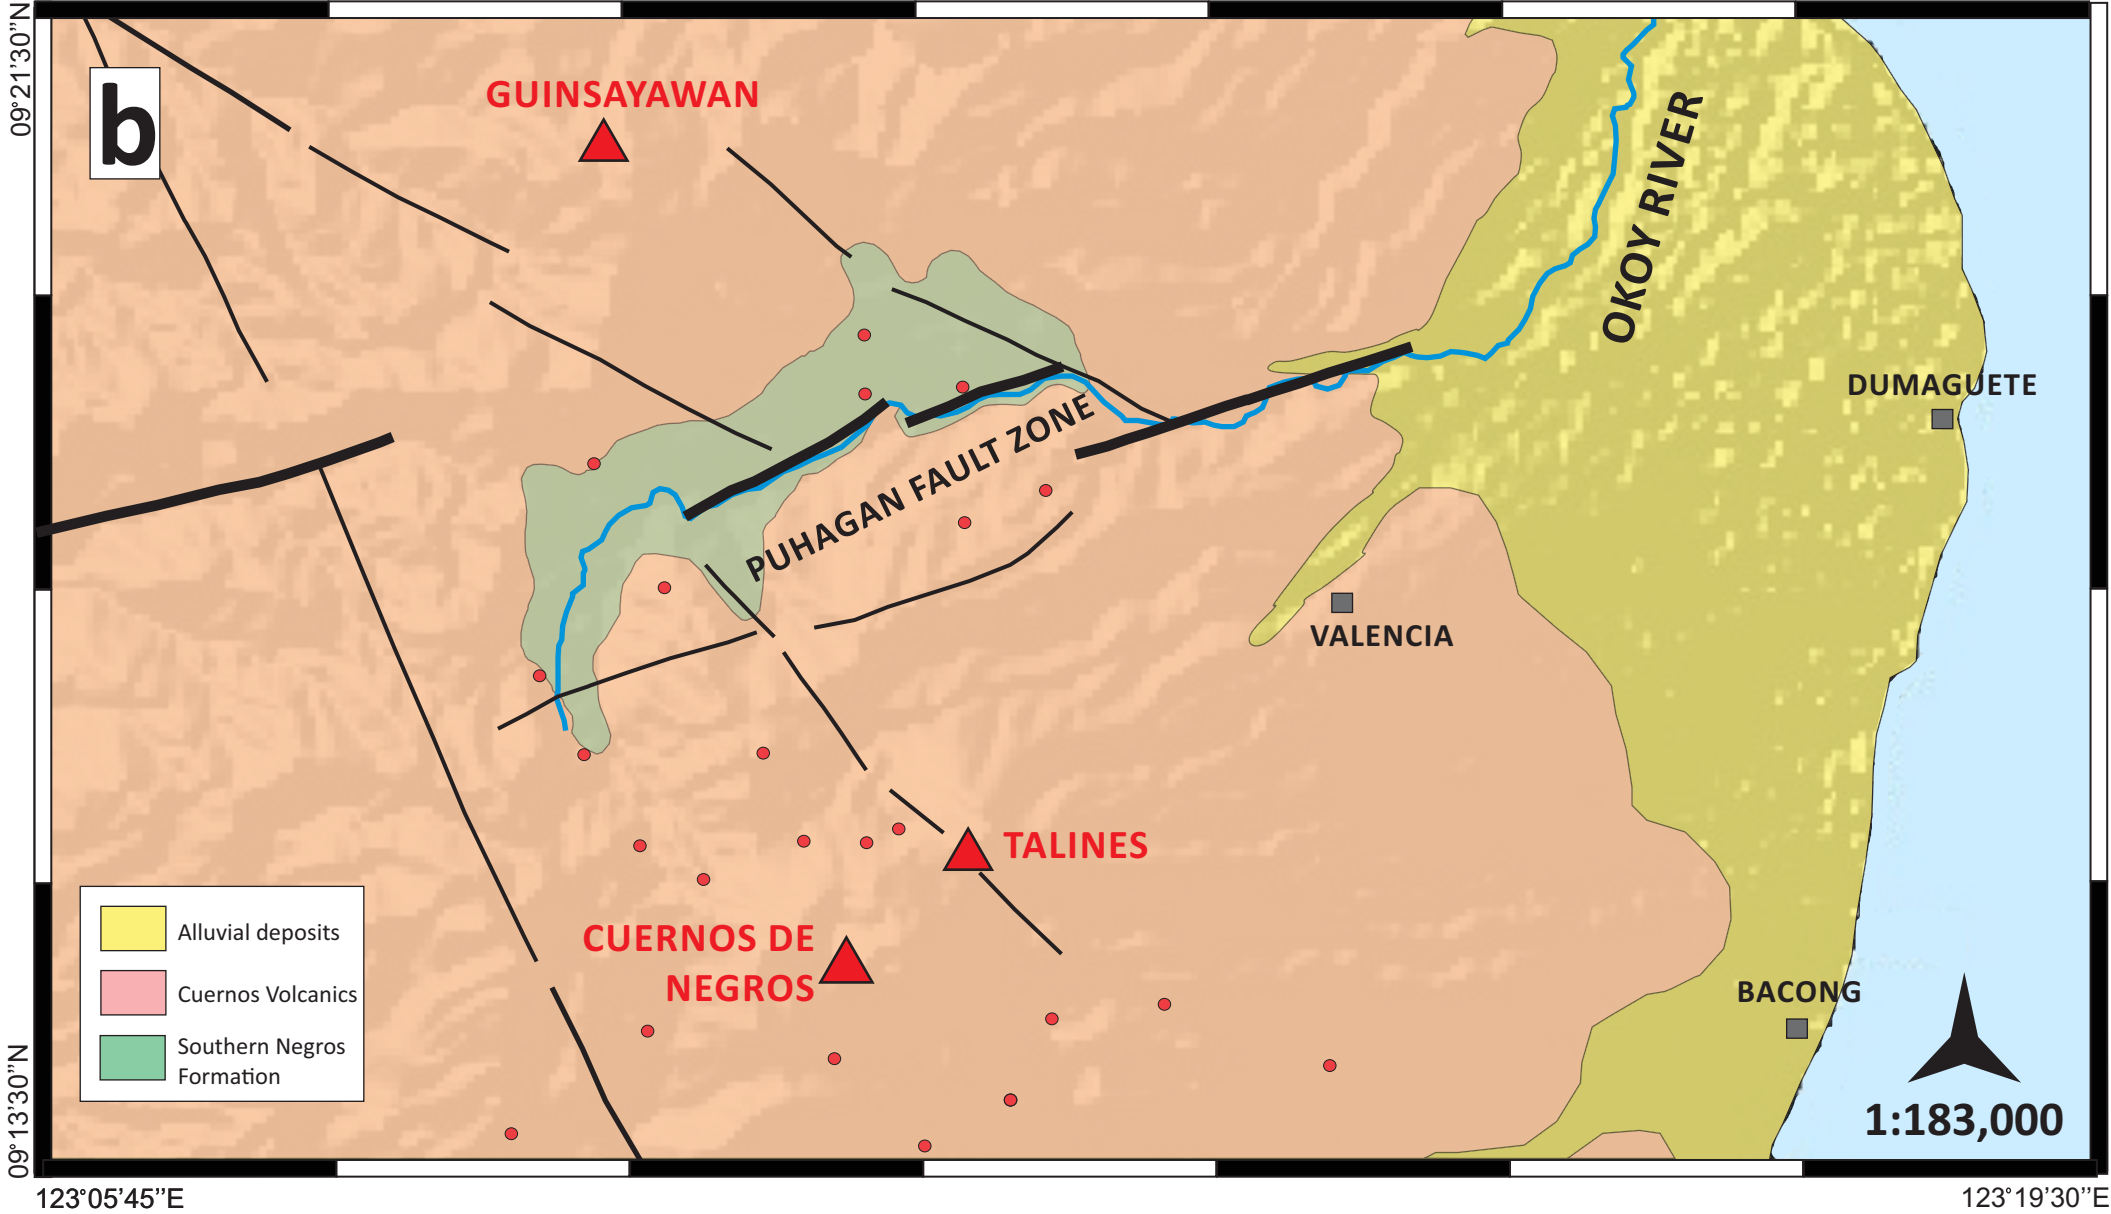 09°21'30’’N
b
GUINSAYAWAN
OKOY RIVER
DUMAGUETE
PUHAGAN FAULT ZONE
VALENCIA
TALINES
CUERNOS DE
NEGROS
BACONG
Alluvial deposits
Cuernos Volcanics
Southern Negros
Formation
1:183,000
09°13'30’’N
123°05'45’’E
123°19'30’’E